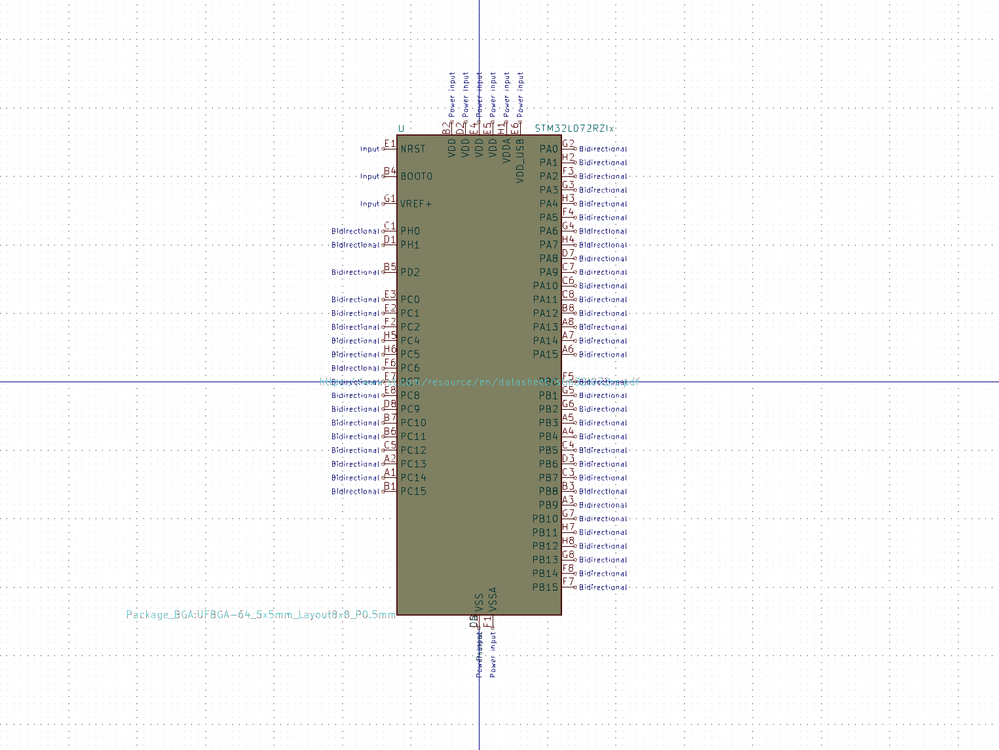 Power input B2 VDD
Power input D2 VDD
Power input E4 VDD
Power input E5 VDD
Power input H1 VDDA
Power input E6 VDD_USB
U STM32L072RZIx
Input E1 NRST
Input B4 BOOT0
Input G1 VREF+
Bidirectional C1 PH0
Bidirectional D1 PH1
Bidirectional B5 PD2
Bidirectional E3 PC0
Bidirectional E2 PC1
Bidirectional F2 PC2
Bidirectional H5 PC4
Bidirectional H6 PC5
Bidirectional F6 PC6
E7
/resource/en/datasheet
Bidirectional E8 PC8
Bidirectional D8 PC9
Bidirectional B7 PC10
Bidirectional B6 PC11
Bidirectional C5 PC12
Bidirectional A2 PC13
Bidirectional A1 PC14
Bidirectional B1 PC15
PA0 G2 Bidirectional
PA1 H2 Bidirectional
PA2 F3 Bidirectional
PA3 G3 Bidirectional
PA4 H3 Bidirectional
PA5 F4 Bidirectional
PA6 G4 Bidirectional
PA7 H4 Bidirectional
PA8 D7 Bidirectional
PA9 C7 Bidirectional
PA10 C6 Bidirectional
PA11 C8 Bidirectional
PA12 B8 Bidirectional
PA13 A8 Bidirectional
PA14 A7 Bidirectional
PA15 A6 Bidirectional
F5
PB1 G5 Bidirectional
PB2 G6 Bidirectional
PB3 A5 Bidirectional
PB4 A4 Bidirectional
PB5 C4 Bidirectional
PB6 D3 Bidirectional
PB7 C3 Bidirectional
PB8 B3 Bidirectional
PB9 A3 Bidirectional
PB10 G7 Bidirectional
PB11 H7 Bidirectional
PB12 H8 Bidirectional
PB13 G8 Bidirectional
PB14 F8 Bidirectional
PB15 F7 Bidirectional
Package_BGA:UFBGA-64_5x5mm_Layout8x8_P0.5mm
VSS
VSSA F1 Power input